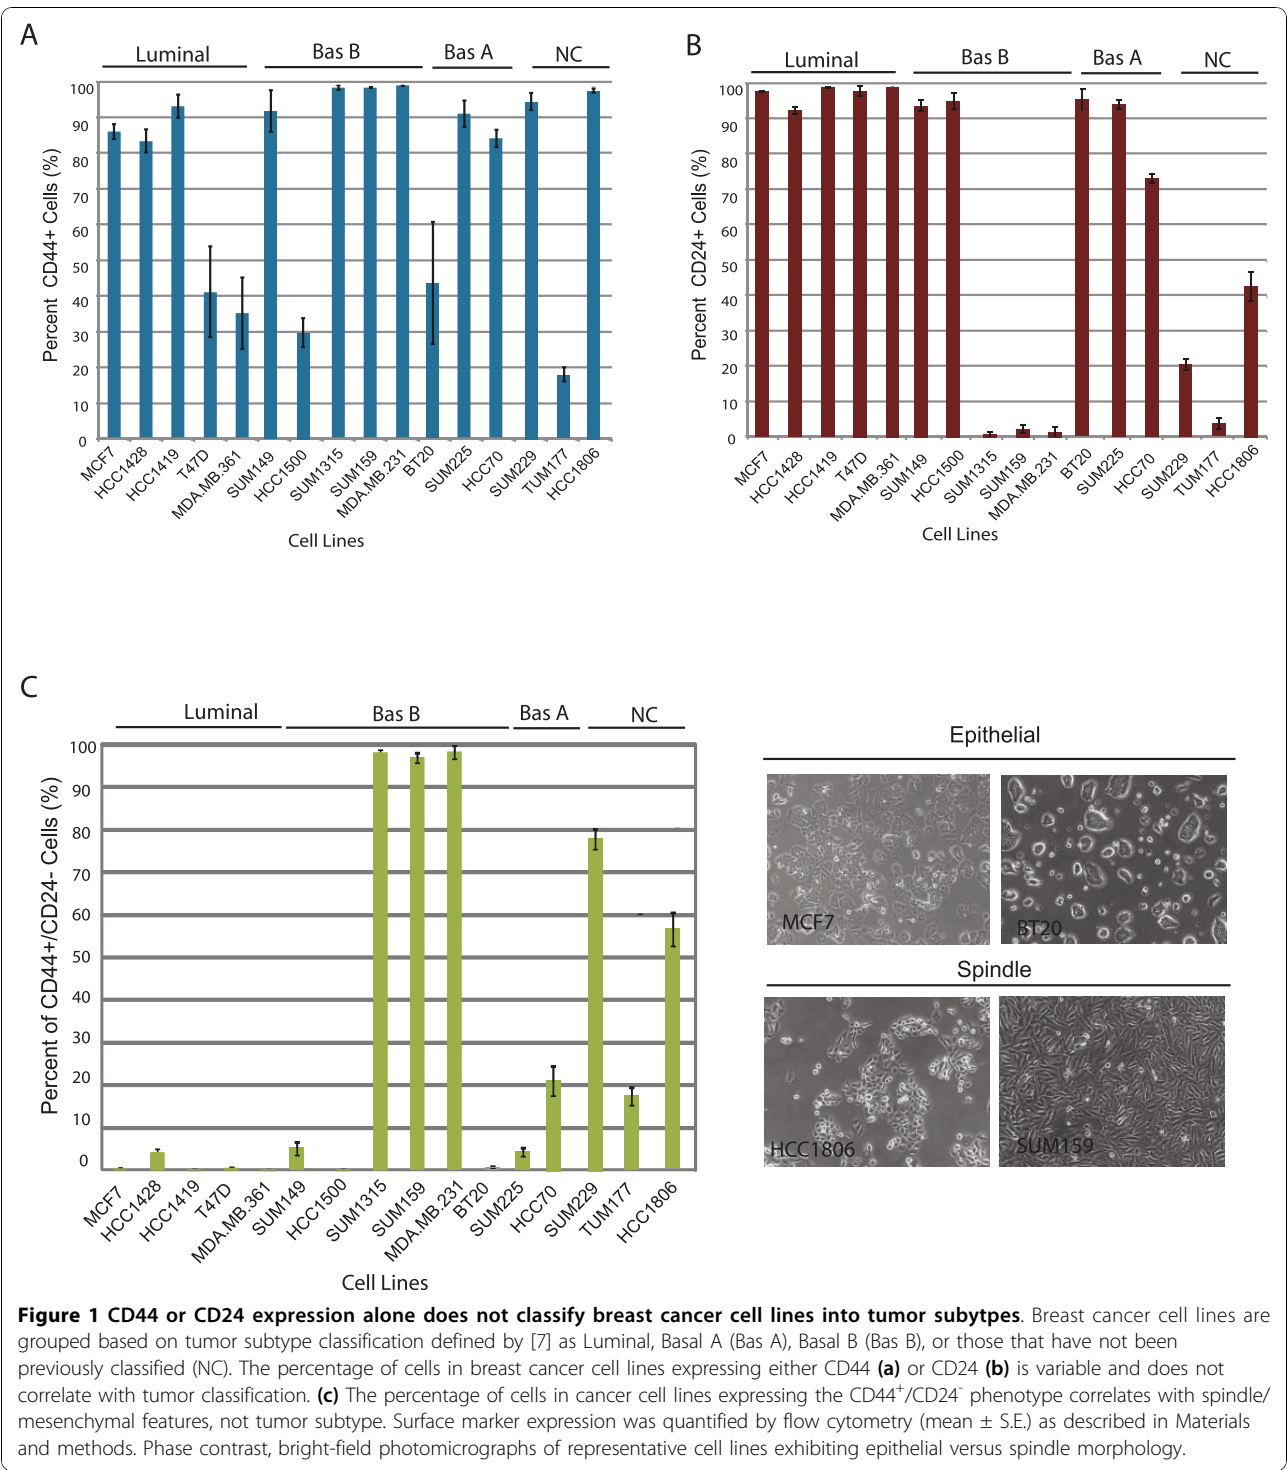 A
Luminal
Bas B
Bas A
NC
Percent CD44+ Cells (%)
100
90
80
70
60
50
40
30
20
10
0
MCF7
HCC1428
HCC1419
T47D
MDA.MB.361
SUM149
HCC1500
SUM1315
SUM159
MDA.MB.231
BT20
SUM225
HCC70
SUM229
TUM177
HCC1806
Cell Lines
B
Luminal
Bas B
Bas A
NC
Percent CD24+ Cells (%)
100
90
80
70
60
50
40
30
20
10
0
MCF7
HCC1428
HCC1419
T47D
MDA.MB.361
SUM149
HCC1500
SUM1315
SUM159
MDA.MB.231
BT20
SUM225
HCC70
SUM229
TUM177
HCC1806
Cell Lines
C
Luminal
Bas B
Bas A
NC
Percent of CD44+/CD24- Cells (%)
100
90
80
70
60
50
40
30
20
10
0
MCF7
HCC1428
HCC1419
T47D
MDA.MB.361
SUM149
HCC1500
SUM1315
SUM159
MDA.MB.231
BT20
SUM225
HCC70
SUM229
TUM177
HCC1806
Cell Lines
Epithelial
MCF7
BT20
Spindle
HCC1806
SUM159
Figure 1 CD44 or CD24 expression alone does not classify breast cancer cell lines into tumor subytpes. Breast cancer cell lines are
grouped based on tumor subtype classification defined by [7] as Luminal, Basal A (Bas A), Basal B (Bas B), or those that have not been
previously classified (NC). The percentage of cells in breast cancer cell lines expressing either CD44 (a) or CD24 (b) is variable and does not
correlate with tumor classification. (c) The percentage of cells in cancer cell lines expressing the CD44⁺/CD24⁻ phenotype correlates with spindle/
mesenchymal features, not tumor subtype. Surface marker expression was quantified by flow cytometry (mean ± S.E.) as described in Materials
and methods. Phase contrast, bright-field photomicrographs of representative cell lines exhibiting epithelial versus spindle morphology.